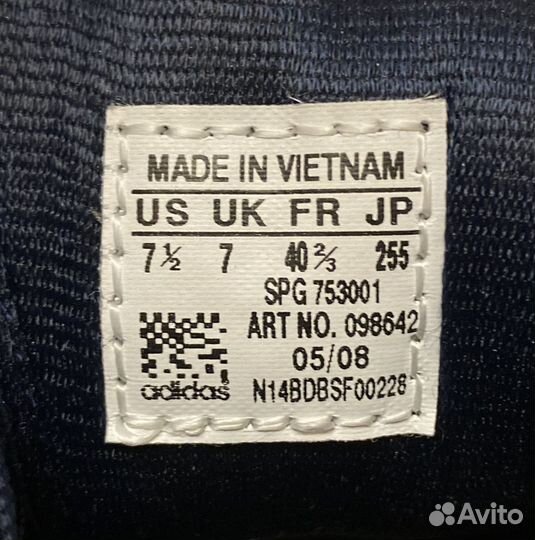 MADE IN VIETNAM
US UK FR JP
7½ 7 40⅔ 255
SPG 753001
ART NO. 098642
05/08
adidas N14BDBSF00228
Avito